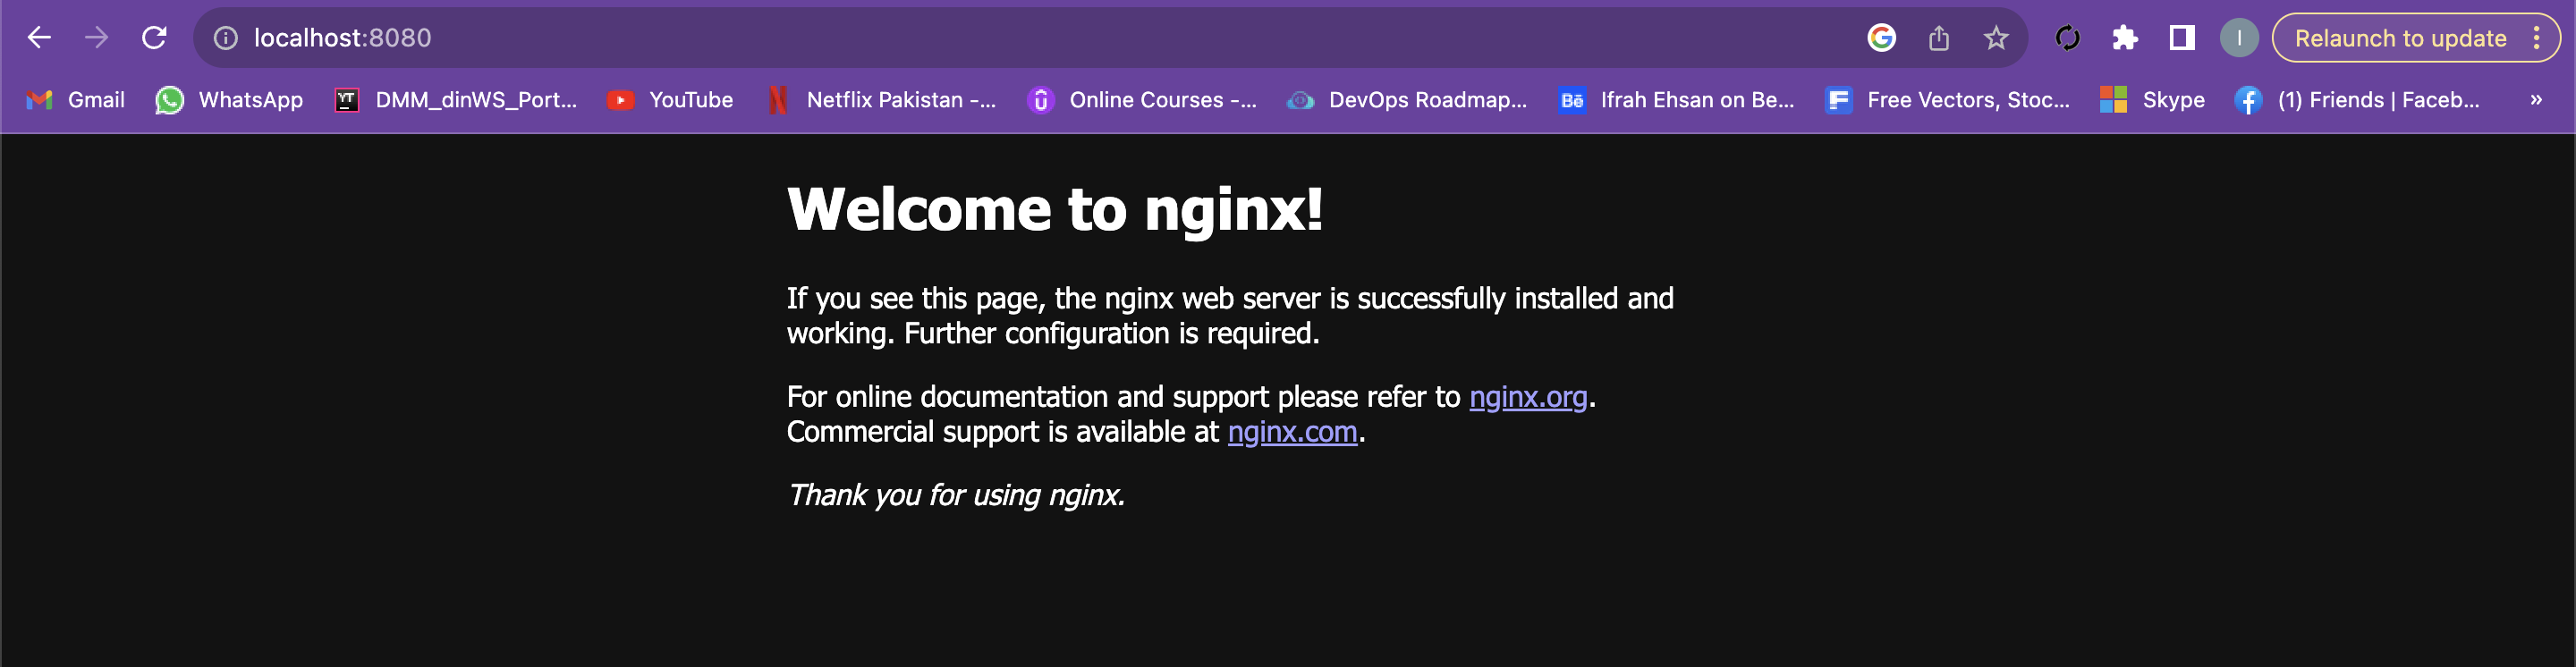 localhost:8080
I
Relaunch to update
Gmail
WhatsApp
YT
DMM_dinWS_Port...
YouTube
Netflix Pakistan -...
Online Courses -...
DevOps Roadmap...
Bē
Ifrah Ehsan on Be...
Free Vectors, Stoc...
Skype
(1) Friends | Faceb...
»
Welcome to nginx!
If you see this page, the nginx web server is successfully installed and
working. Further configuration is required.
For online documentation and support please refer to nginx.org.
Commercial support is available at nginx.com.
Thank you for using nginx.